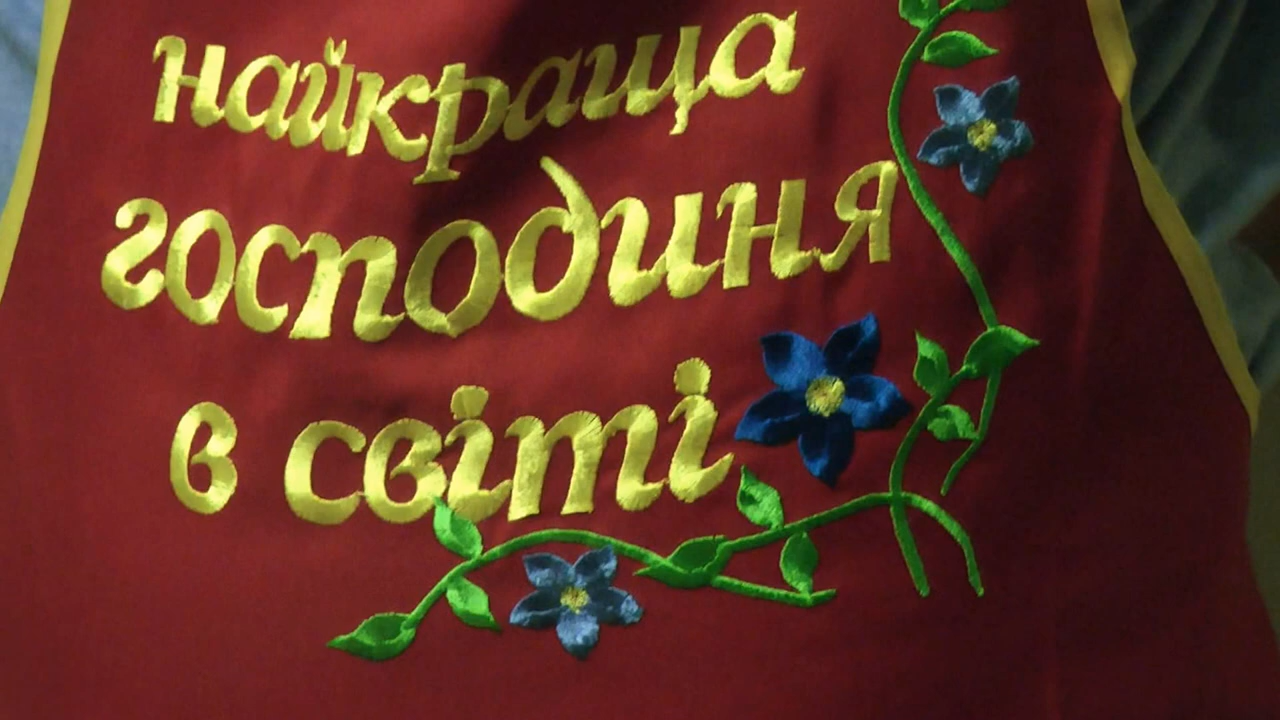 найкраща
господиня
в світі